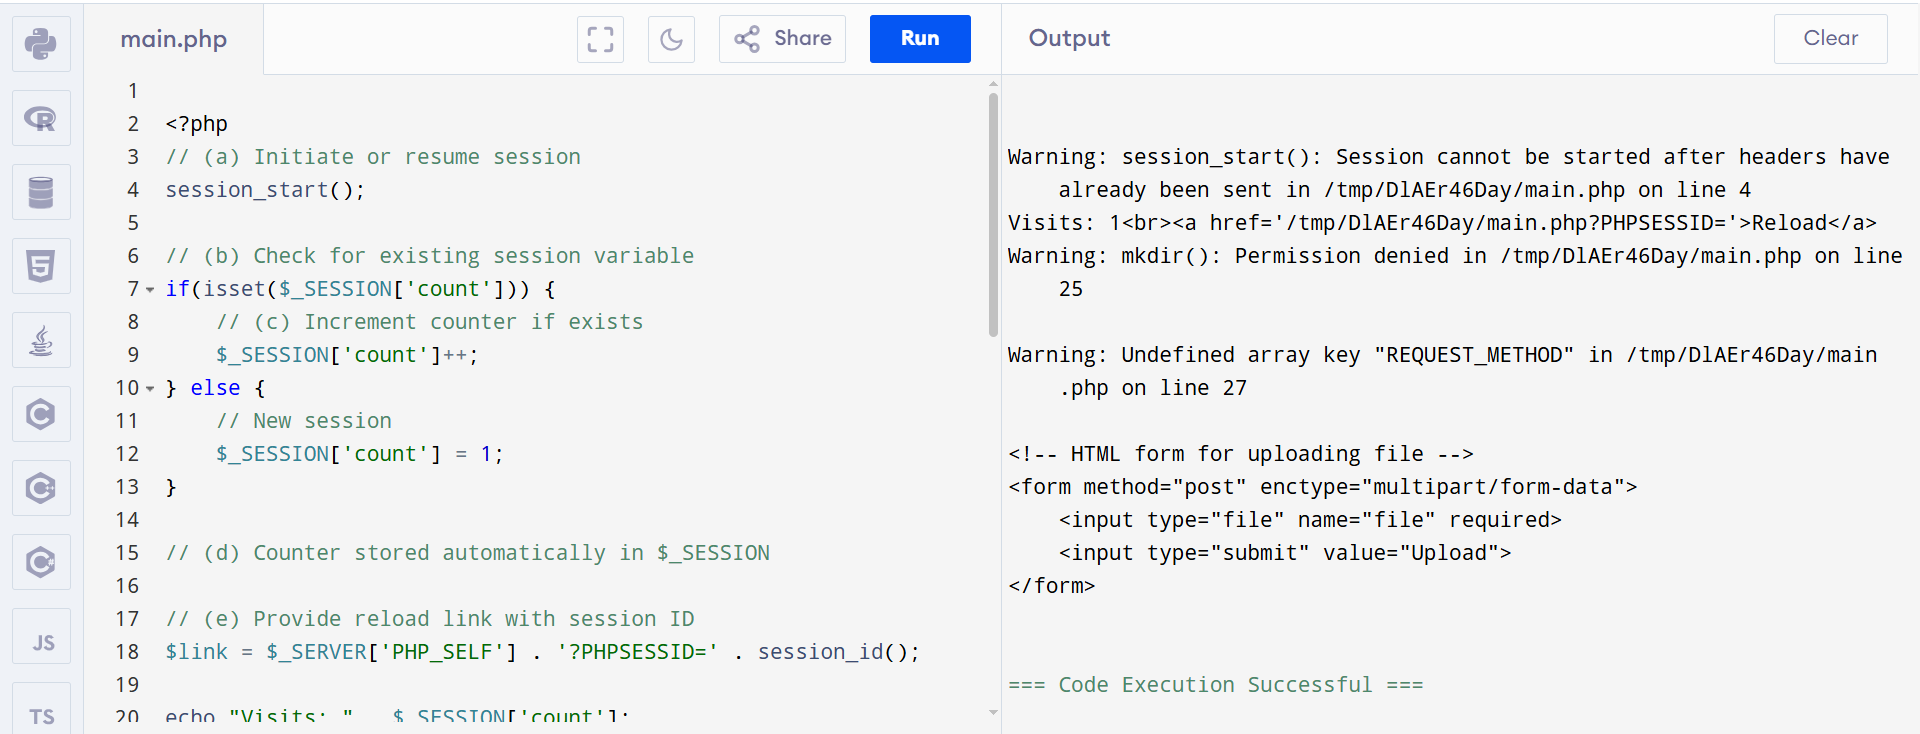 main.php
Share
Run
Output
Clear
1
2 <?php
3 // (a) Initiate or resume session
4 session_start();
5
6 // (b) Check for existing session variable
7 if(isset($_SESSION['count'])) {
8     // (c) Increment counter if exists
9     $_SESSION['count']++;
10 } else {
11     // New session
12     $_SESSION['count'] = 1;
13 }
14
15 // (d) Counter stored automatically in $_SESSION
16
17 // (e) Provide reload link with session ID
18 $link = $_SERVER['PHP_SELF'] . '?PHPSESSID=' . session_id();
19
20 echo "Visits: " $_SESSION['count'];
Warning: session_start(): Session cannot be started after headers have
    already been sent in /tmp/DlAEr46Day/main.php on line 4
Visits: 1<br><a href='/tmp/DlAEr46Day/main.php?PHPSESSID='>Reload</a>
Warning: mkdir(): Permission denied in /tmp/DlAEr46Day/main.php on line
    25
Warning: Undefined array key "REQUEST_METHOD" in /tmp/DlAEr46Day/main
    .php on line 27
<!-- HTML form for uploading file -->
<form method="post" enctype="multipart/form-data">
    <input type="file" name="file" required>
    <input type="submit" value="Upload">
</form>
=== Code Execution Successful ===
R
5
C
C
C#
JS
TS